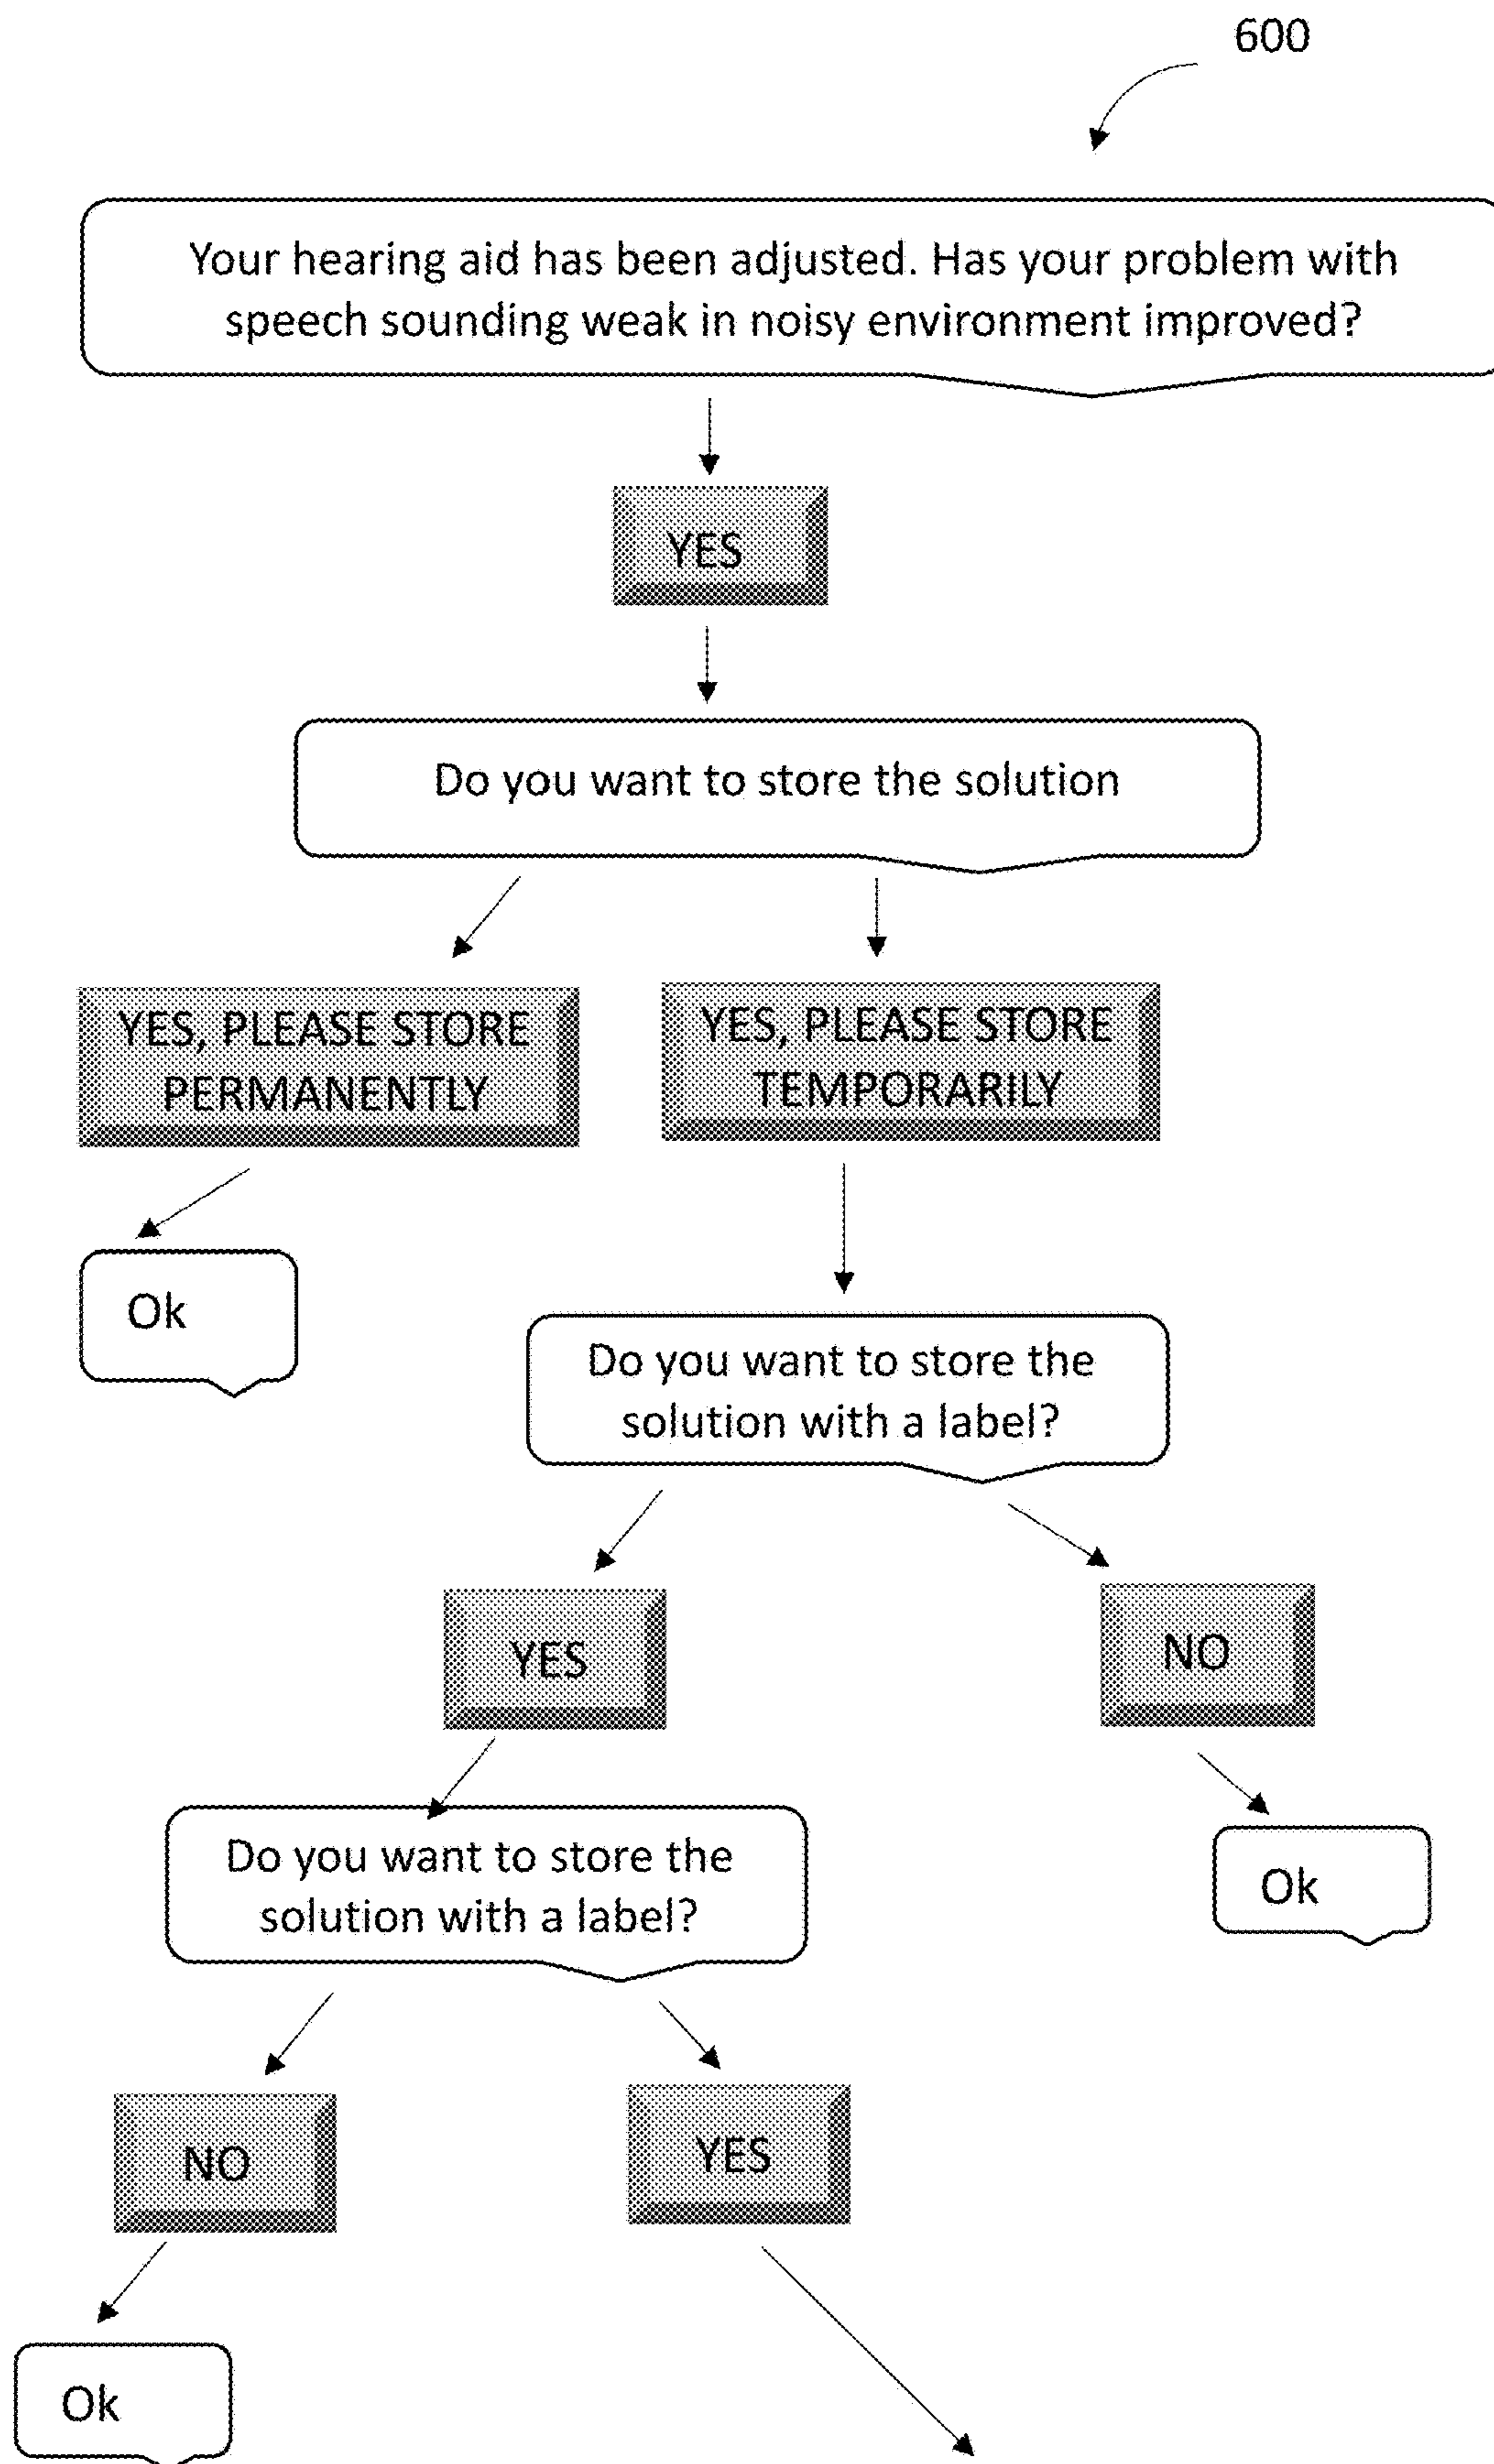 600
Your hearing aid has been adjusted. Has your problem with
speech sounding weak in noisy environment improved?
YES
Do you want to store the solution
YES, PLEASE STORE
PERMANENTLY
YES, PLEASE STORE
TEMPORARILY
Ok
Do you want to store the
solution with a label?
YES
NO
Do you want to store the
solution with a label?
Ok
NO
YES
Ok